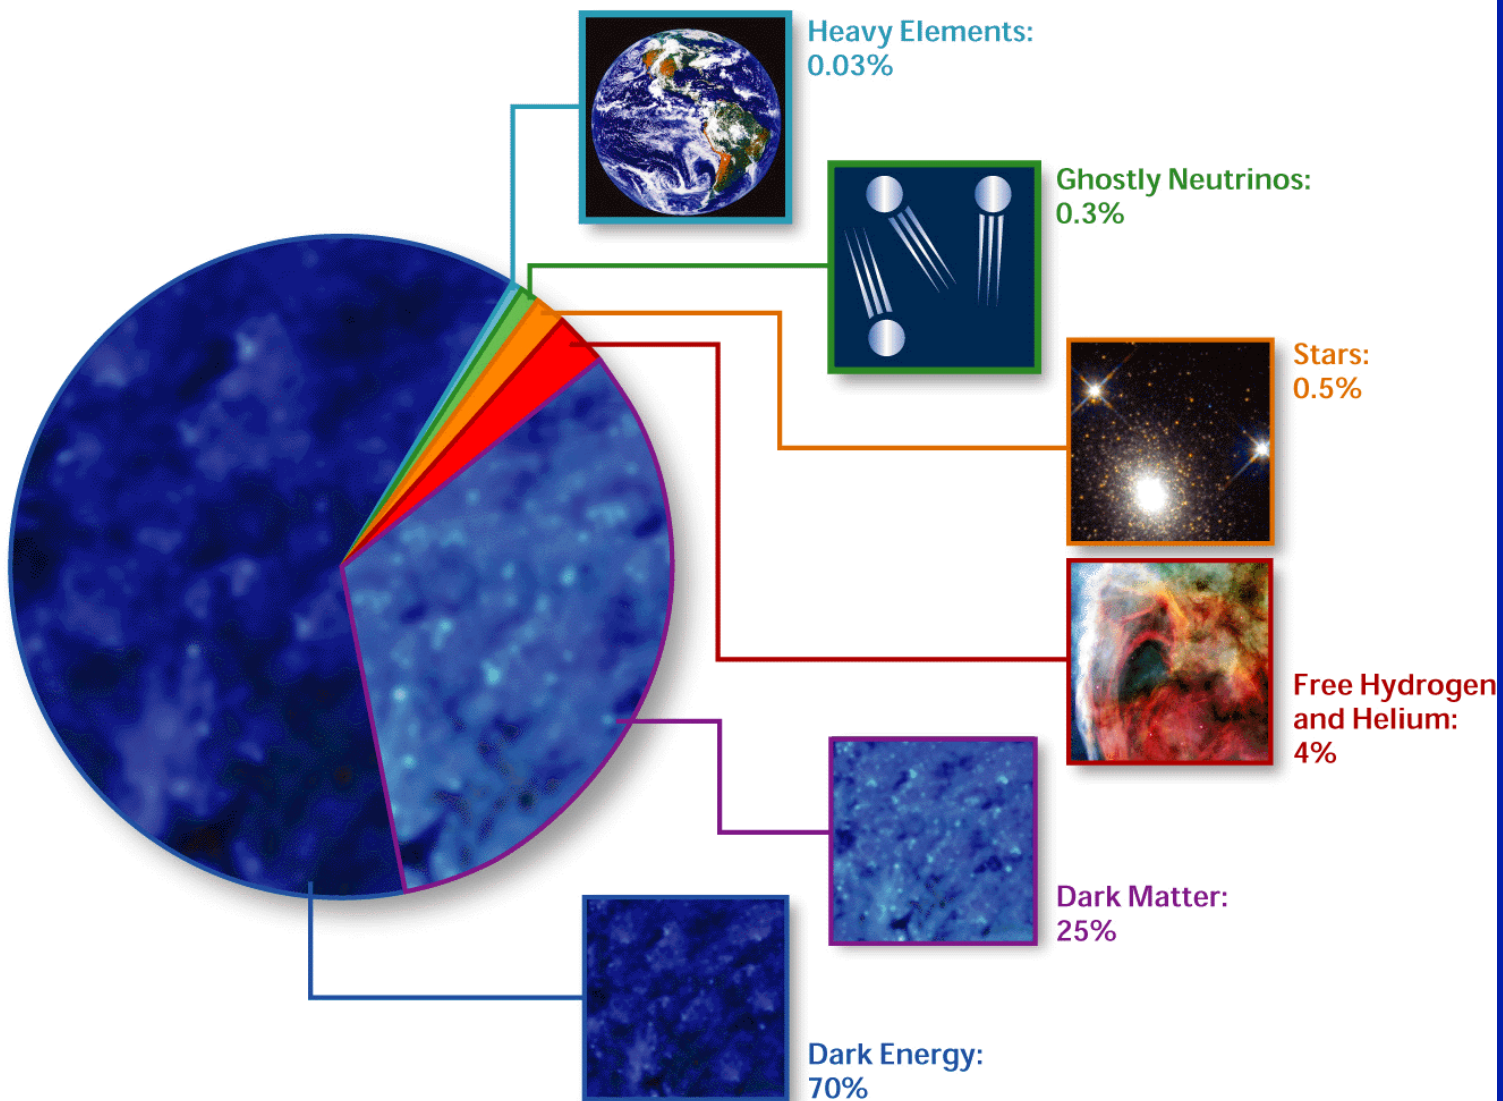 Heavy Elements:
0.03%
Ghostly Neutrinos:
0.3%
Stars:
0.5%
Free Hydrogen
and Helium:
4%
Dark Matter:
25%
Dark Energy:
70%